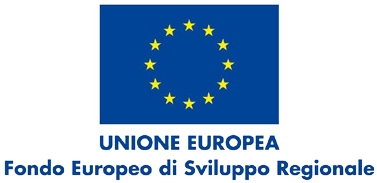 UNIONE EUROPEA
Fondo Europeo di Sviluppo Regionale